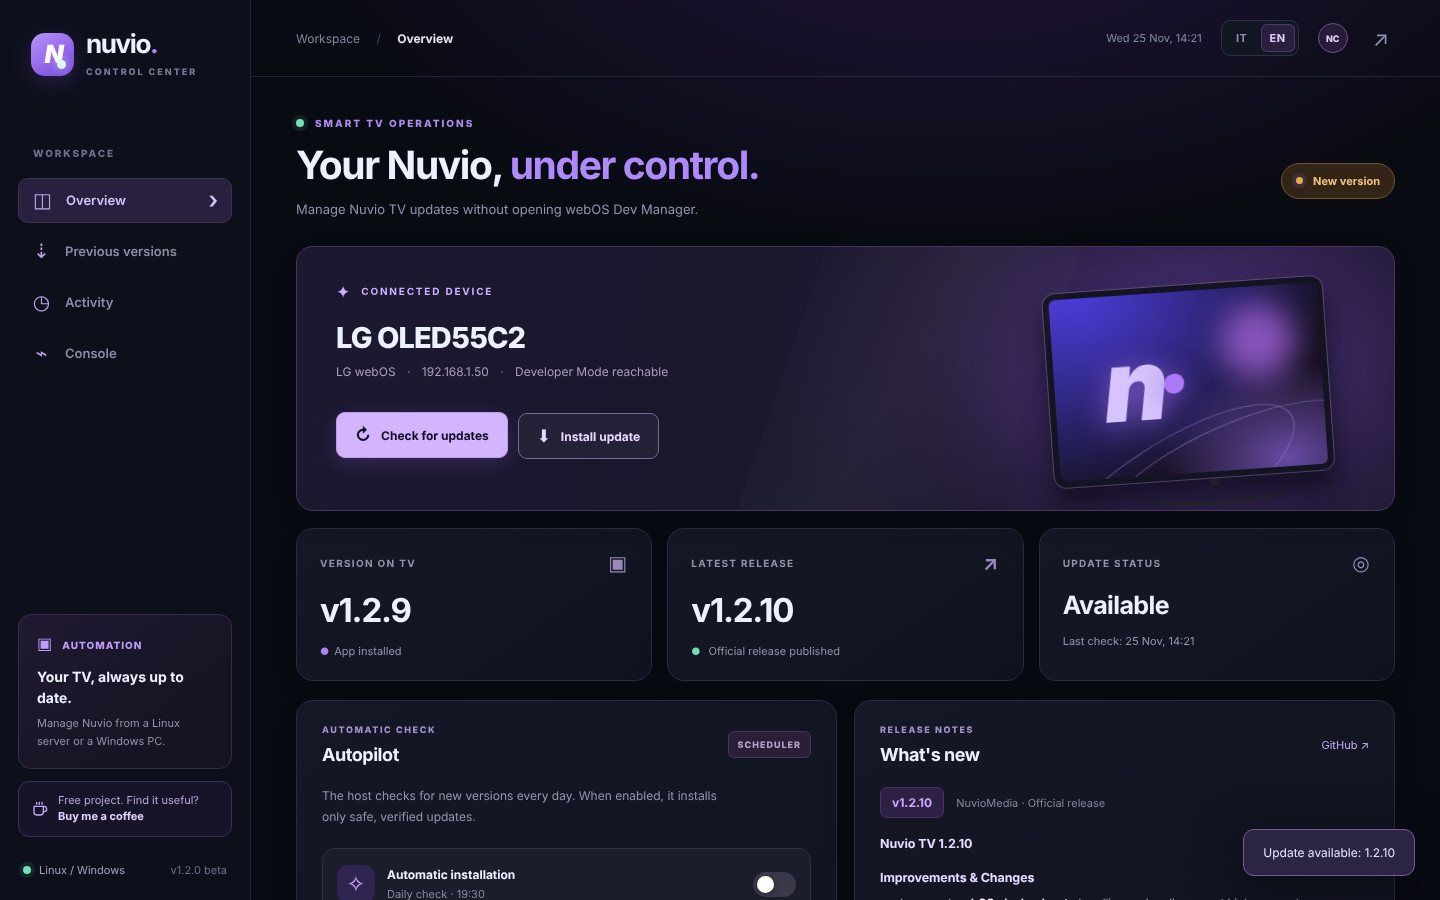 nuvio.
CONTROL CENTER
WORKSPACE
Overview
Previous versions
Activity
Console
AUTOMATION
Your TV, always up to
date.
Manage Nuvio from a Linux
server or a Windows PC.
Free project. Find it useful?
Buy me a coffee
Linux / Windows
v1.2.0 beta
Workspace / Overview
Wed 25 Nov, 14:21
IT
EN
NC
SMART TV OPERATIONS
Your Nuvio, under control.
Manage Nuvio TV updates without opening webOS Dev Manager.
New version
CONNECTED DEVICE
LG OLED55C2
LG webOS · 192.168.1.50 · Developer Mode reachable
Check for updates
Install update
n
VERSION ON TV
v1.2.9
App installed
LATEST RELEASE
v1.2.10
Official release published
UPDATE STATUS
Available
Last check: 25 Nov, 14:21
AUTOMATIC CHECK
Autopilot
SCHEDULER
The host checks for new versions every day. When enabled, it installs
only safe, verified updates.
Automatic installation
Daily check · 19:30
RELEASE NOTES
What's new
GitHub ↗
v1.2.10
NuvioMedia · Official release
Nuvio TV 1.2.10
Improvements & Changes
Update available: 1.2.10